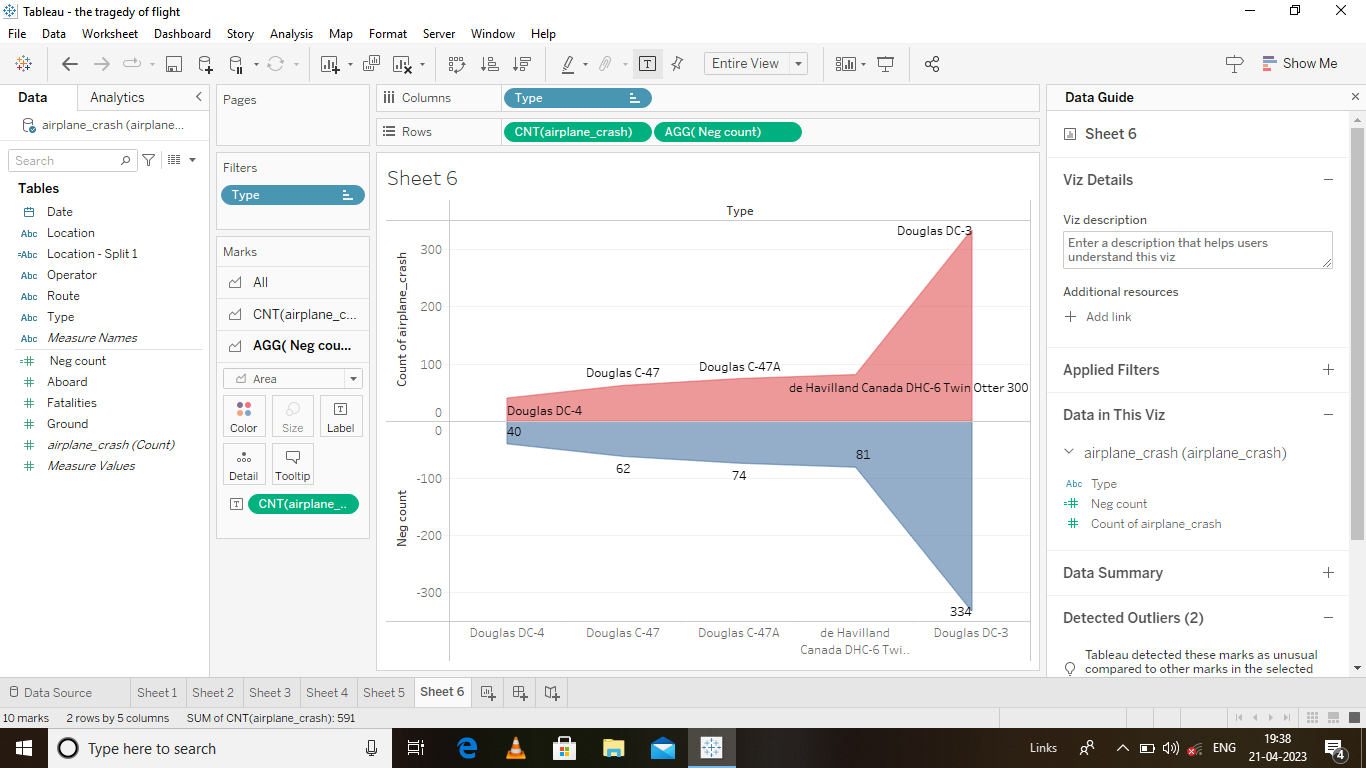 Tableau - the tragedy of flight
File Data Worksheet Dashboard Story Analysis Map Format Server Window Help
Entire View
Show Me
Data Analytics
airplane_crash (airplane...
Search
Tables
Date
Abc Location
=Abc Location - Split 1
Abc Operator
Abc Route
Abc Type
Abc Measure Names
=# Neg count
# Aboard
# Fatalities
# Ground
# airplane_crash (Count)
# Measure Values
Pages
Filters
Type
Marks
All
CNT(airplane_c...
AGG( Neg cou...
Area
Color Size Label
Detail Tooltip
CNT(airplane_..
Columns Type
Rows CNT(airplane_crash) AGG( Neg count)
Sheet 6
Type
Count of airplane_crash
300
200
100
0
Douglas DC-3
Douglas C-47
Douglas C-47A
de Havilland Canada DHC-6 Twin Otter 300
Douglas DC-4
Neg count
0
-100
-200
-300
40
62
74
81
334
Douglas DC-4
Douglas C-47
Douglas C-47A
de Havilland
Canada DHC-6 Twi..
Douglas DC-3
Data Guide
Sheet 6
Viz Details
Viz description
Enter a description that helps users
understand this viz
Additional resources
Add link
Applied Filters
Data in This Viz
airplane_crash (airplane_crash)
Abc Type
=# Neg count
# Count of airplane_crash
Data Summary
Detected Outliers (2)
Tableau detected these marks as unusual
compared to other marks in the selected
Data Source Sheet 1 Sheet 2 Sheet 3 Sheet 4 Sheet 5 Sheet 6
10 marks 2 rows by 5 columns SUM of CNT(airplane_crash): 591
Type here to search
Links
ENG
19:38
21-04-2023
4